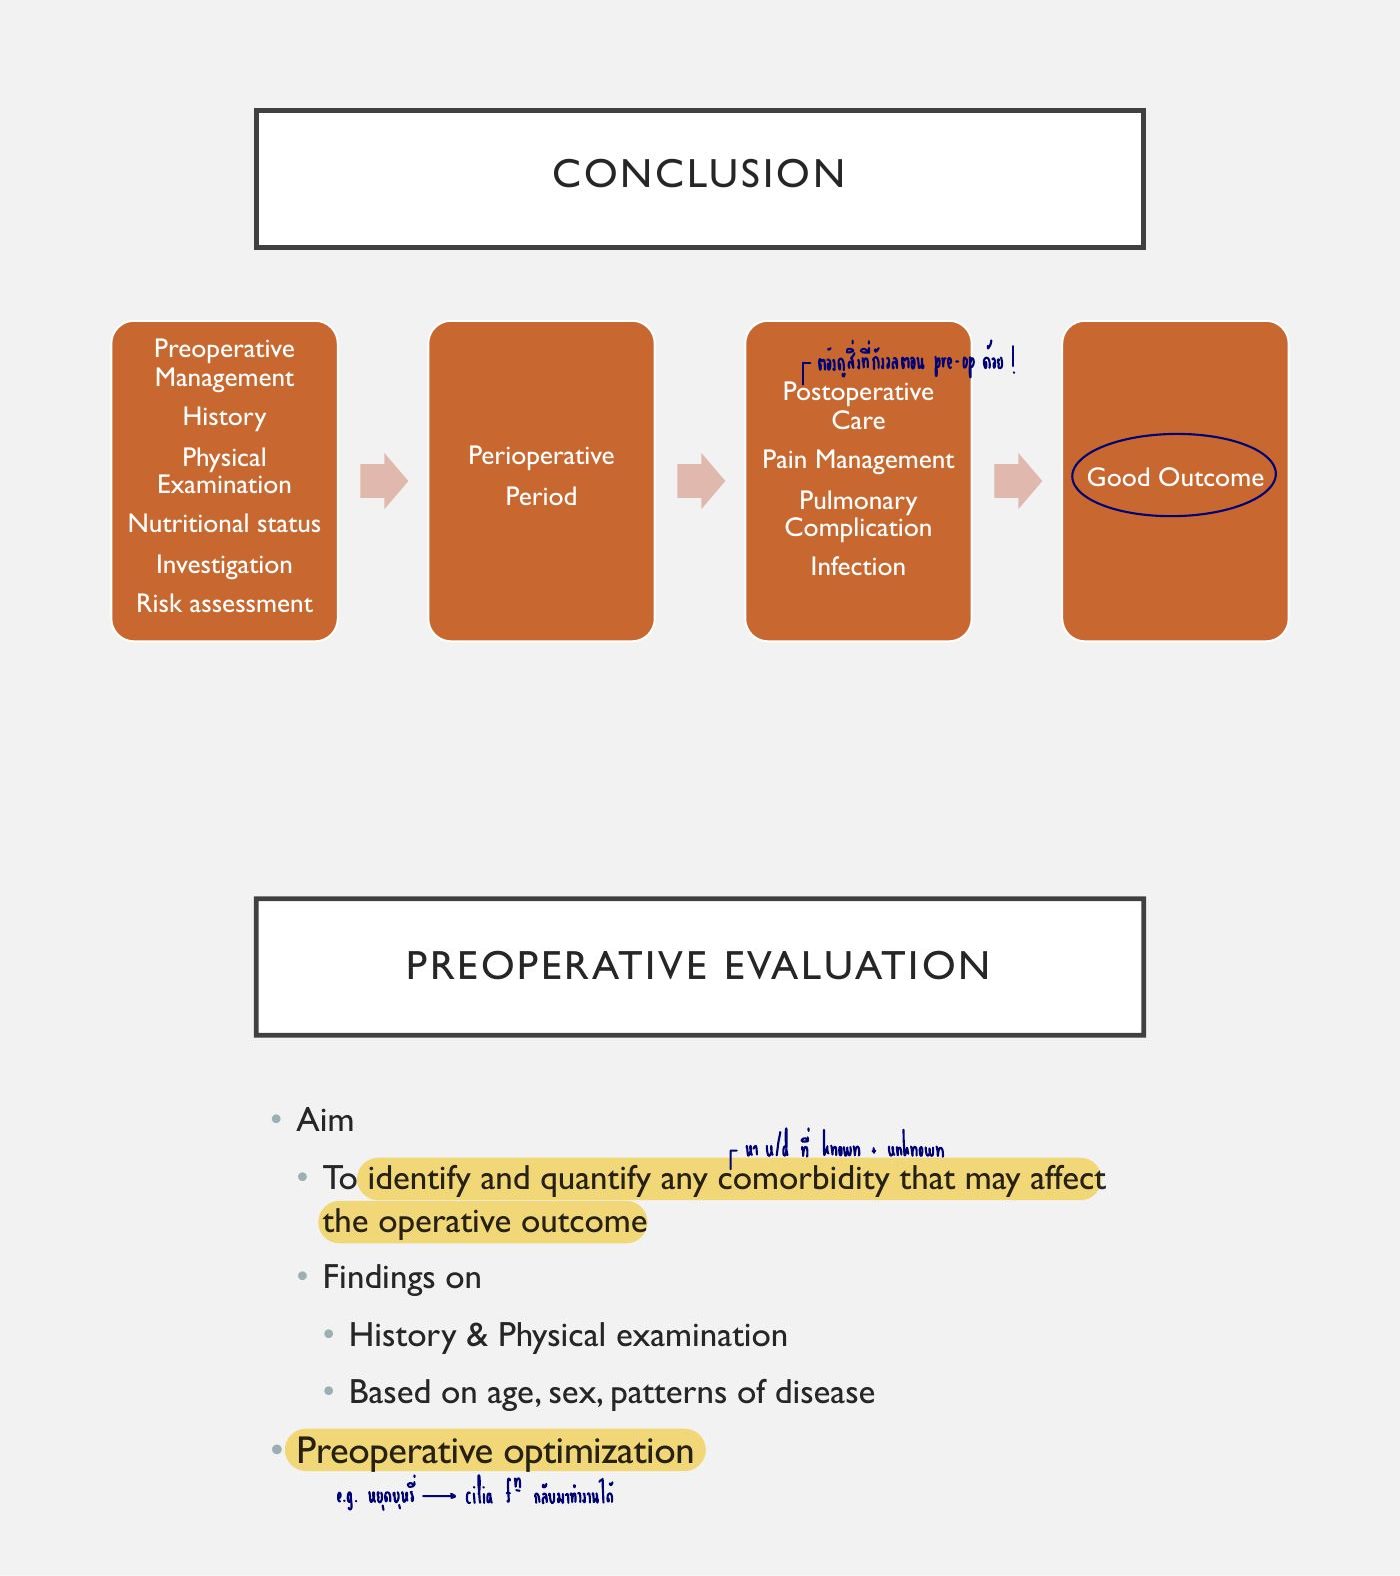 CONCLUSION
Preoperative
Management
History
Physical
Examination
Nutritional status
Investigation
Risk assessment
Perioperative
Period
ต้องดูสิ่งที่กังวลตอน pre-op ด้วย !
Postoperative
Care
Pain Management
Pulmonary
Complication
Infection
Good Outcome
PREOPERATIVE EVALUATION
• Aim
หา u/d ที่ known + unknown
• To identify and quantify any comorbidity that may affect
the operative outcome
• Findings on
• History & Physical examination
• Based on age, sex, patterns of disease
• Preoperative optimization
e.g. หยุดบุหรี่ → cilia fⁿ กลับมาทำงานได้